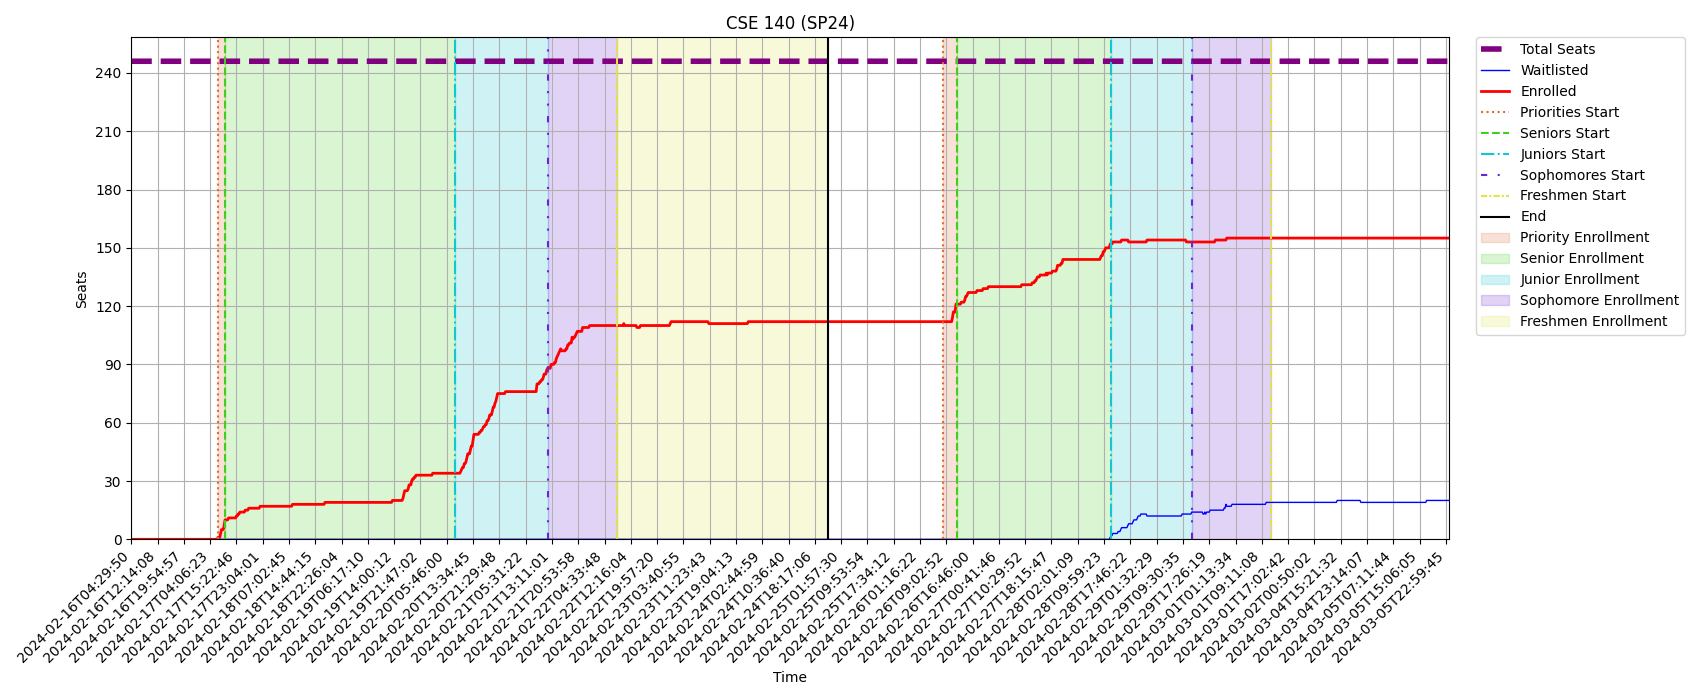 CSE 140 (SP24)
Total Seats
Waitlisted
Enrolled
Priorities Start
Seniors Start
Juniors Start
Sophomores Start
Freshmen Start
End
Priority Enrollment
Senior Enrollment
Junior Enrollment
Sophomore Enrollment
Freshmen Enrollment
Seats
240
210
180
150
120
90
60
30
0
2024-02-16T04:29:50
2024-02-16T12:14:08
2024-02-16T19:54:57
2024-02-17T04:06:23
2024-02-17T15:22:46
2024-02-17T23:04:01
2024-02-18T07:02:45
2024-02-18T14:44:15
2024-02-18T22:26:04
2024-02-19T06:17:10
2024-02-19T14:00:12
2024-02-19T21:47:02
2024-02-20T05:46:00
2024-02-20T13:34:45
2024-02-20T21:29:48
2024-02-21T05:31:22
2024-02-21T13:11:01
2024-02-21T20:53:58
2024-02-22T04:33:48
2024-02-22T12:16:04
2024-02-22T19:57:20
2024-02-23T03:40:55
2024-02-23T11:23:43
2024-02-23T19:04:13
2024-02-24T02:44:59
2024-02-24T10:36:40
2024-02-24T18:17:06
2024-02-25T01:57:30
2024-02-25T09:53:54
2024-02-25T17:34:12
2024-02-26T01:16:22
2024-02-26T09:02:52
2024-02-26T16:46:00
2024-02-27T00:41:46
2024-02-27T10:29:52
2024-02-27T18:15:47
2024-02-28T02:01:09
2024-02-28T09:59:23
2024-02-28T17:46:22
2024-02-29T01:32:29
2024-02-29T09:30:35
2024-02-29T17:26:19
2024-03-01T01:13:34
2024-03-01T09:11:08
2024-03-01T17:02:42
2024-03-02T00:50:02
2024-03-04T15:21:32
2024-03-04T23:14:07
2024-03-05T07:11:44
2024-03-05T15:06:05
2024-03-05T22:59:45
Time